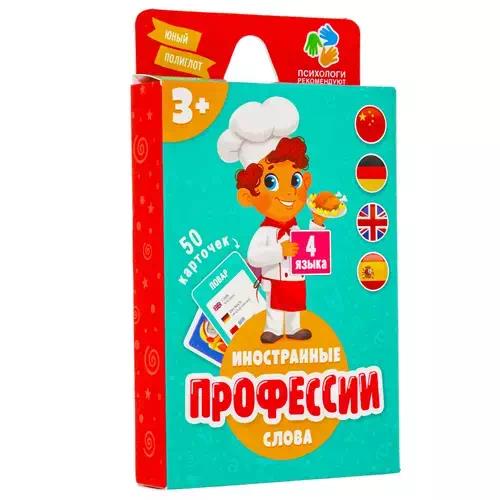 ЮНЫЙ
ПОЛИГЛОТ
ПСИХОЛОГИ
РЕКОМЕНДУЮТ
3+
50
карточек
4
языка
ПОВАР
ИНОСТРАННЫЕ
ПРОФЕССИИ
СЛОВА